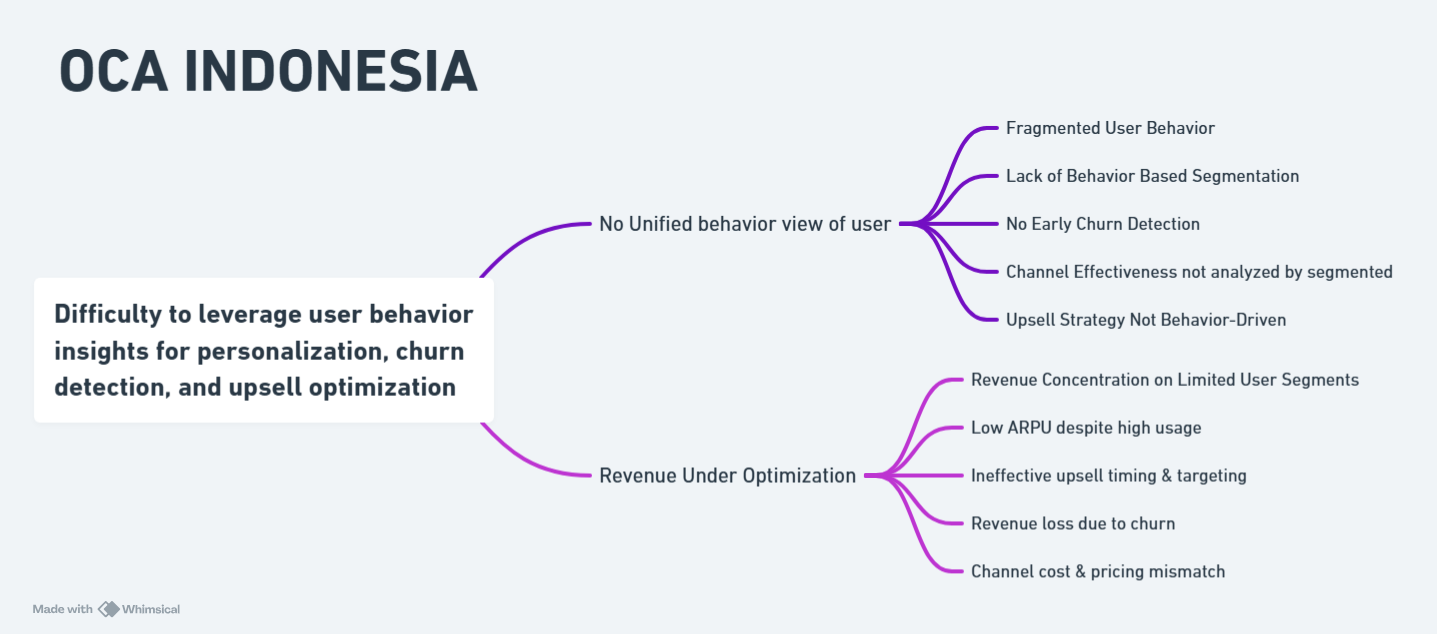 OCA INDONESIA
Difficulty to leverage user behavior
insights for personalization, churn
detection, and upsell optimization
No Unified behavior view of user
Fragmented User Behavior
Lack of Behavior Based Segmentation
No Early Churn Detection
Channel Effectiveness not analyzed by segmented
Upsell Strategy Not Behavior-Driven
Revenue Under Optimization
Revenue Concentration on Limited User Segments
Low ARPU despite high usage
Ineffective upsell timing & targeting
Revenue loss due to churn
Channel cost & pricing mismatch
Made with Whimsical